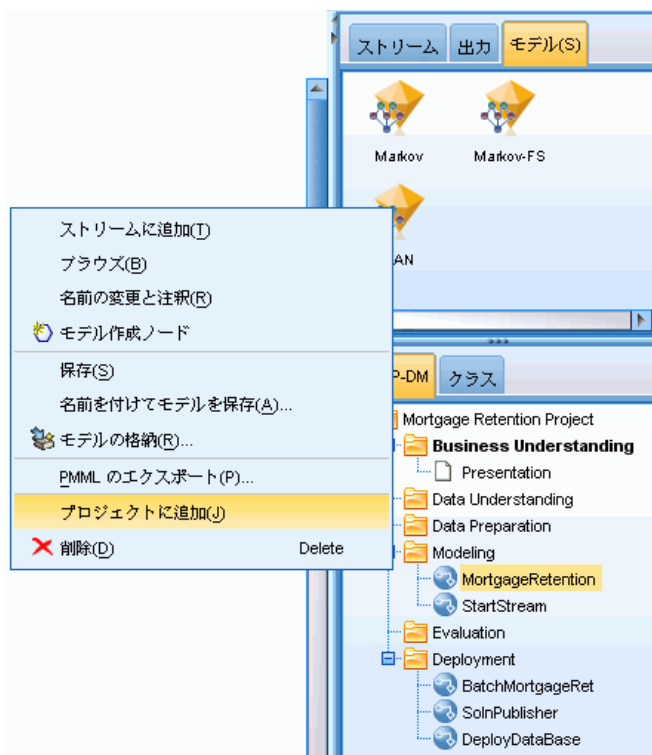 ストリーム 出力 モデル(S)
Markov Markov-FS
AN
ストリームに追加(T)
ブラウズ(B)
名前の変更と注釈(R)
モデル作成ノード
保存(S)
名前を付けてモデルを保存(A)...
モデルの格納(R)...
PMML のエクスポート(P)...
プロジェクトに追加(J)
削除(D) Delete
P-DM クラス
Mortgage Retention Project
Business Understanding
Presentation
Data Understanding
Data Preparation
Modeling
MortgageRetention
StartStream
Evaluation
Deployment
BatchMortgageRet
SolnPublisher
DeployDataBase